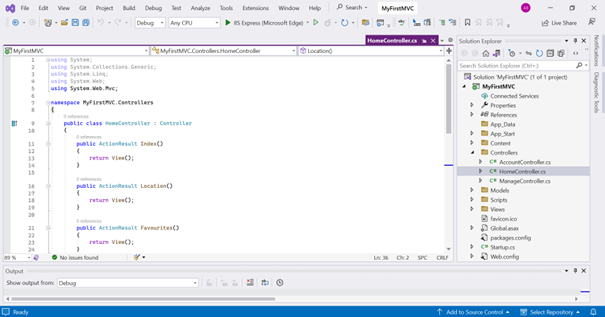 File Edit View Git Project Build Debug Test Analyze Tools Extensions Window Help Search MyFirstMVC
Debug Any CPU IIS Express (Microsoft Edge) Live Share
HomeController.cs
MyFirstMVC MyFirstMVC.Controllers.HomeController Location()
1 using System;
2 using System.Collections.Generic;
3 using System.Linq;
4 using System.Web;
5 using System.Web.Mvc;
6
7 namespace MyFirstMVC.Controllers
8 {
0 references
9 public class HomeController : Controller
10 {
0 references
11 public ActionResult Index()
12 {
13 return View();
14 }
15
0 references
16 public ActionResult Location()
17 {
18 return View();
19 }
20
0 references
21 public ActionResult Favourites()
22 {
23 return View();
24 }
89 % No issues found Ln: 36 Ch: 2 SPC CRLF
Output
Show output from: Debug
Solution Explorer
Search Solution Explorer (Ctrl+;)
Solution 'MyFirstMVC' (1 of 1 project)
MyFirstMVC
Connected Services
Properties
References
App_Data
App_Start
Content
Controllers
C# AccountController.cs
C# HomeController.cs
C# ManageController.cs
Models
Scripts
Views
favicon.ico
Global.asax
packages.config
C# Startup.cs
Web.config
Notifications
Diagnostic Tools
Ready Add to Source Control Select Repository